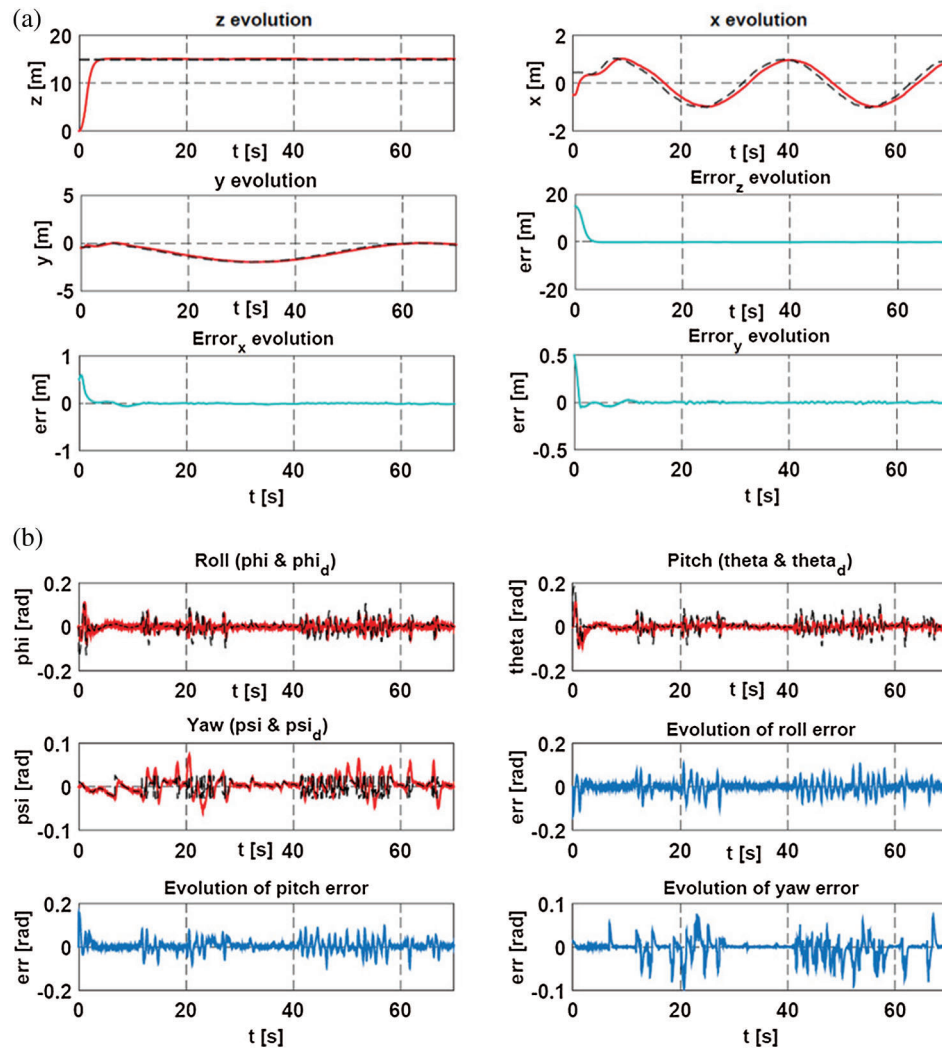 (a)
z evolution
z [m]
20
10
0
0 20 40 60
t [s]
x evolution
x [m]
2
0
-2
0 20 40 60
t [s]
y evolution
y [m]
5
0
-5
0 20 40 60
t [s]
Error_z evolution
err
20
0
-20
0 20 40 60
t [s]
Error_x evolution
err [m]
1
0
-1
0 20 40 60
t [s]
Error_y evolution
err [m]
0.5
0
-0.5
0 20 40 60
t [s]
(b)
Roll (phi & phi_d)
phi [rad]
0.2
0
-0.2
0 20 40 60
t [s]
Pitch (theta & theta_d)
theta [rad]
0.2
0
-0.2
0 20 40 60
t [s]
Yaw (psi & psi_d)
psi [rad]
0.1
0
-0.1
0 20 40 60
t [s]
Evolution of roll error
err [rad]
0.2
0
-0.2
0 20 40 60
t [s]
Evolution of pitch error
err [rad]
0.2
0
-0.2
0 20 40 60
t [s]
Evolution of yaw error
err [rad]
0.1
0
0.1
0 20 40 60
t [s]